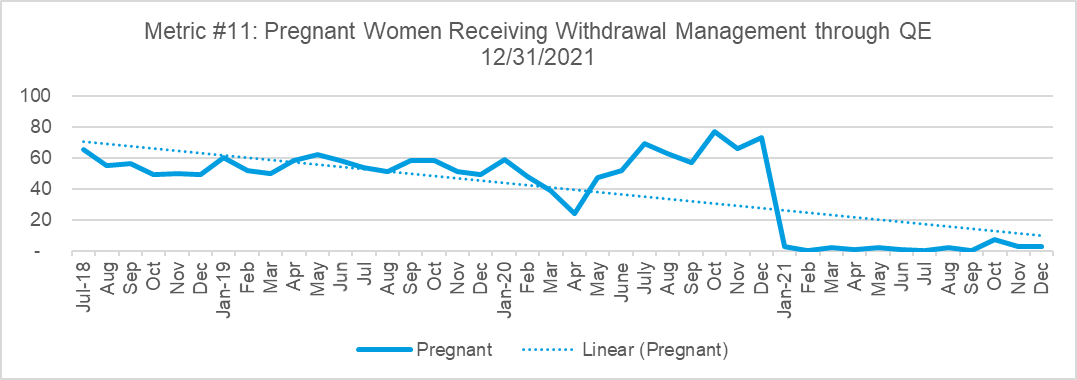 Metric #11: Pregnant Women Receiving Withdrawal Management through QE
12/31/2021
100
80
60
40
20
-
Jul-18 Aug Sep Oct Nov Dec Jan-19 Feb Mar Apr May Jun Jul Aug Sep Oct Nov Dec Jan-20 Feb Mar Apr May June July Aug Sep Oct Nov Dec Jan-21 Feb Mar Apr May Jun Jul Aug Sep Oct Nov Dec
Pregnant Linear (Pregnant)